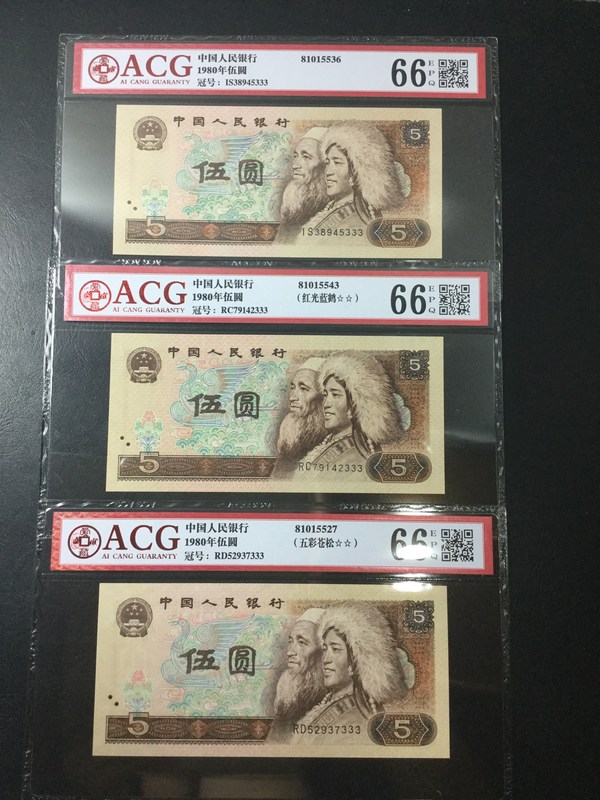 ACG
AI CANG GUARANTY
中国人民银行 81015536
1980年伍圆
冠号: IS38945333
66 EPQ
中国人民银行
5
伍圆
5
IS38945333
5
ACG
AI CANG GUARANTY
中国人民银行 81015543
1980年伍圆 (红光蓝鹤☆☆)
冠号: RC79142333
66 EPQ
中国人民银行
5
伍圆
5
RC79142333
5
ACG
AI CANG GUARANTY
中国人民银行 81015527
1980年伍圆 (五彩苍松☆☆)
冠号: RD52937333
66 EPQ
中国人民银行
5
伍圆
5
RD52937333
5